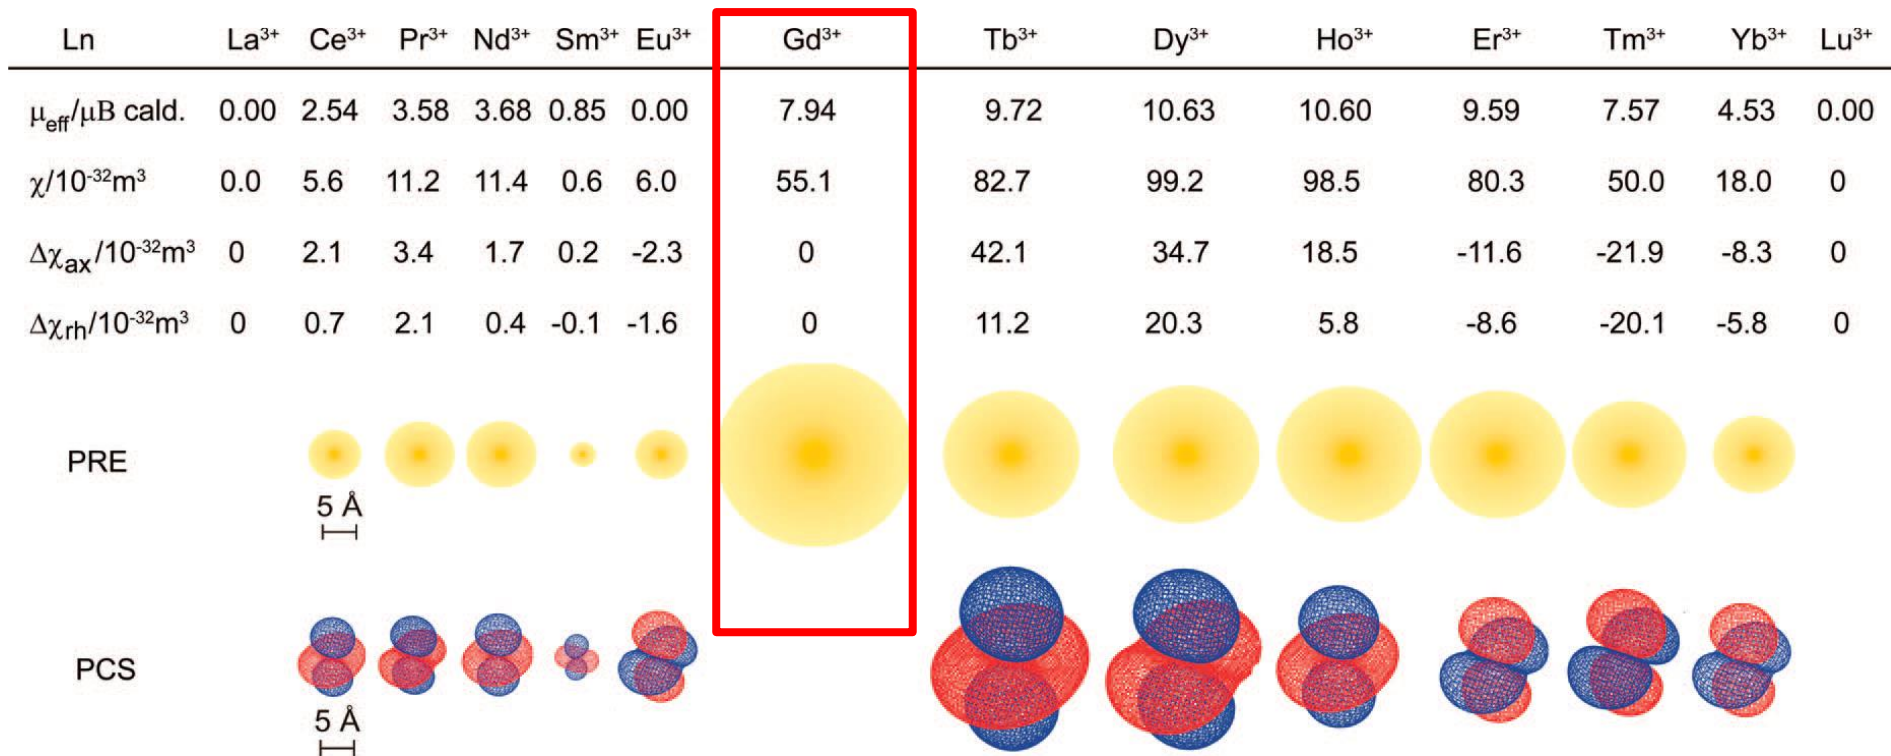 Ln La³⁺ Ce³⁺ Pr³⁺ Nd³⁺ Sm³⁺ Eu³⁺ Gd³⁺ Tb³⁺ Dy³⁺ Ho³⁺ Er³⁺ Tm³⁺ Yb³⁺ Lu³⁺
μeff/μB cald. 0.00 2.54 3.58 3.68 0.85 0.00 7.94 9.72 10.63 10.60 9.59 7.57 4.53 0.00
χ/10⁻³²m³ 0.0 5.6 11.2 11.4 0.6 6.0 55.1 82.7 99.2 98.5 80.3 50.0 18.0 0
Δχax/10⁻³²m³ 0 2.1 3.4 1.7 0.2 -2.3 0 42.1 34.7 18.5 -11.6 -21.9 -8.3 0
Δχrh/10⁻³²m³ 0 0.7 2.1 0.4 -0.1 -1.6 0 11.2 20.3 5.8 -8.6 -20.1 -5.8 0
PRE
5 Å
PCS
5 Å